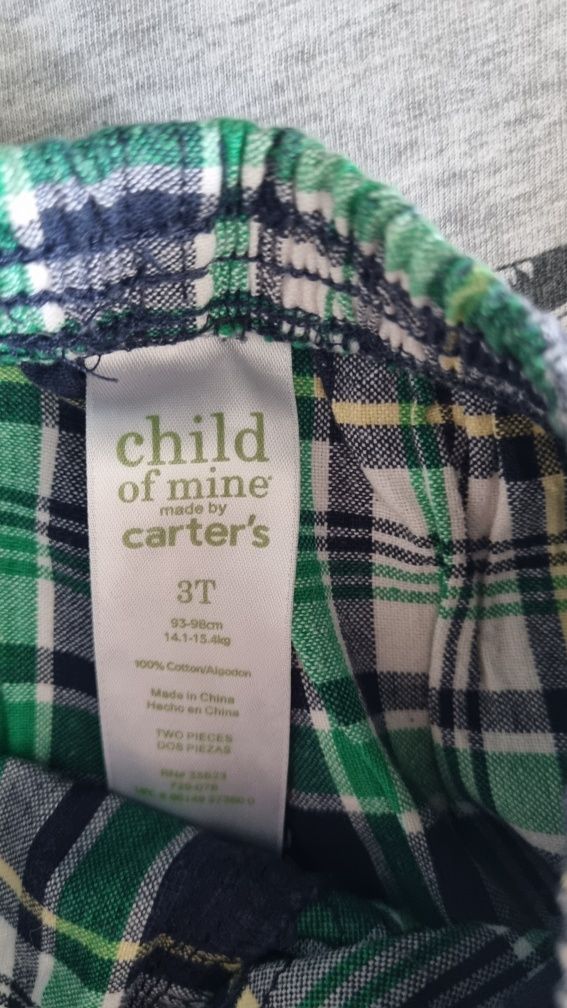 child
of mine
made by
carter's
3T
93-98cm
14.1-15.4kg
100% Cotton/Algodon
Made in China
Hecho en China
TWO PIECES
DOS PIEZAS